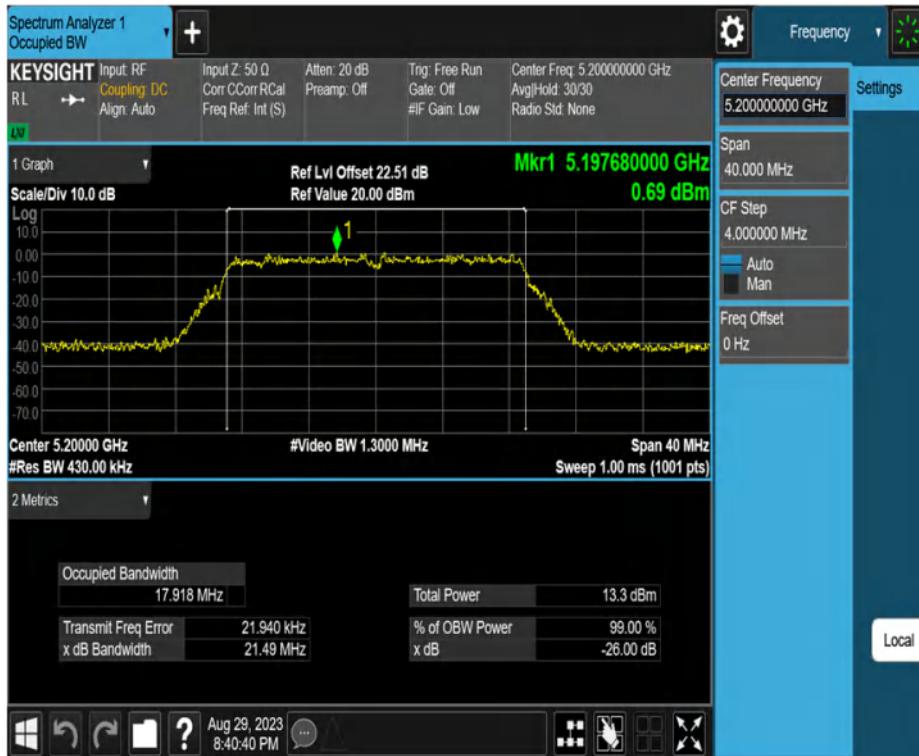 Spectrum Analyzer 1
Occupied BW
+
Frequency
KEYSIGHT
RL
LXI
Input: RF
Coupling: DC
Align: Auto
Input Z: 50 Ω
Corr CCorr RCal
Freq Ref: Int (S)
Atten: 20 dB
Preamp: Off
Trig: Free Run
Gate: Off
#IF Gain: Low
Center Freq: 5.200000000 GHz
Avg|Hold: 30/30
Radio Std: None
Center Frequency
5.200000000 GHz
Settings
Span
40.000 MHz
CF Step
4.000000 MHz
Auto
Man
Freq Offset
0 Hz
1 Graph
Scale/Div 10.0 dB
Ref Lvl Offset 22.51 dB
Ref Value 20.00 dBm
Mkr1 5.197680000 GHz
0.69 dBm
Log
10.0
0.00
-10.0
-20.0
-30.0
-40.0
-50.0
-60.0
-70.0
1
Center 5.20000 GHz
#Video BW 1.3000 MHz
Span 40 MHz
#Res BW 430.00 kHz
Sweep 1.00 ms (1001 pts)
2 Metrics
Occupied Bandwidth
17.918 MHz
Total Power 13.3 dBm
Transmit Freq Error 21.940 kHz
% of OBW Power 99.00 %
x dB Bandwidth 21.49 MHz
x dB -26.00 dB
Local
?
Aug 29, 2023
8:40:40 PM